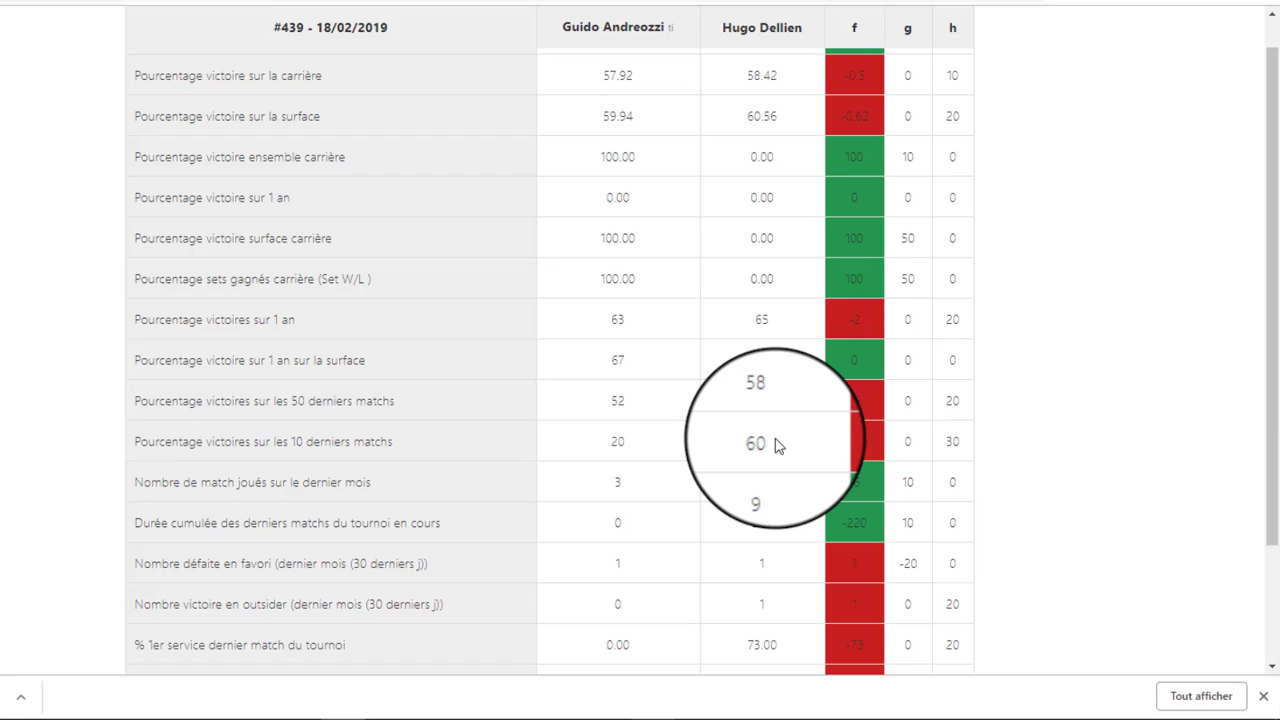 #439 - 18/02/2019 Guido Andreozzi ti Hugo Dellien f g h
Pourcentage victoire sur la carrière 57.92 58.42 -0.5 0 10
Pourcentage victoire sur la surface 59.94 60.56 -0.62 0 20
Pourcentage victoire ensemble carrière 100.00 0.00 100 10 0
Pourcentage victoire sur 1 an 0.00 0.00 0 0 0
Pourcentage victoire surface carrière 100.00 0.00 100 50 0
Pourcentage sets gagnés carrière (Set W/L ) 100.00 0.00 100 50 0
Pourcentage victoires sur 1 an 63 65 -2 0 20
Pourcentage victoire sur 1 an sur la surface 67 0 0 0
Pourcentage victoires sur les 50 derniers matchs 52 58 0 20
Pourcentage victoires sur les 10 derniers matchs 20 60 0 30
Nombre de match joués sur le dernier mois 3 9 10 0
Durée cumulée des derniers matchs du tournoi en cours 0 -220 10 0
Nombre défaite en favori (dernier mois (30 derniers j)) 1 1 1 -20 0
Nombre victoire en outsider (dernier mois (30 derniers j)) 0 1 1 0 20
% 1er service dernier match du tournoi 0.00 73.00 -73 0 20
Tout afficher